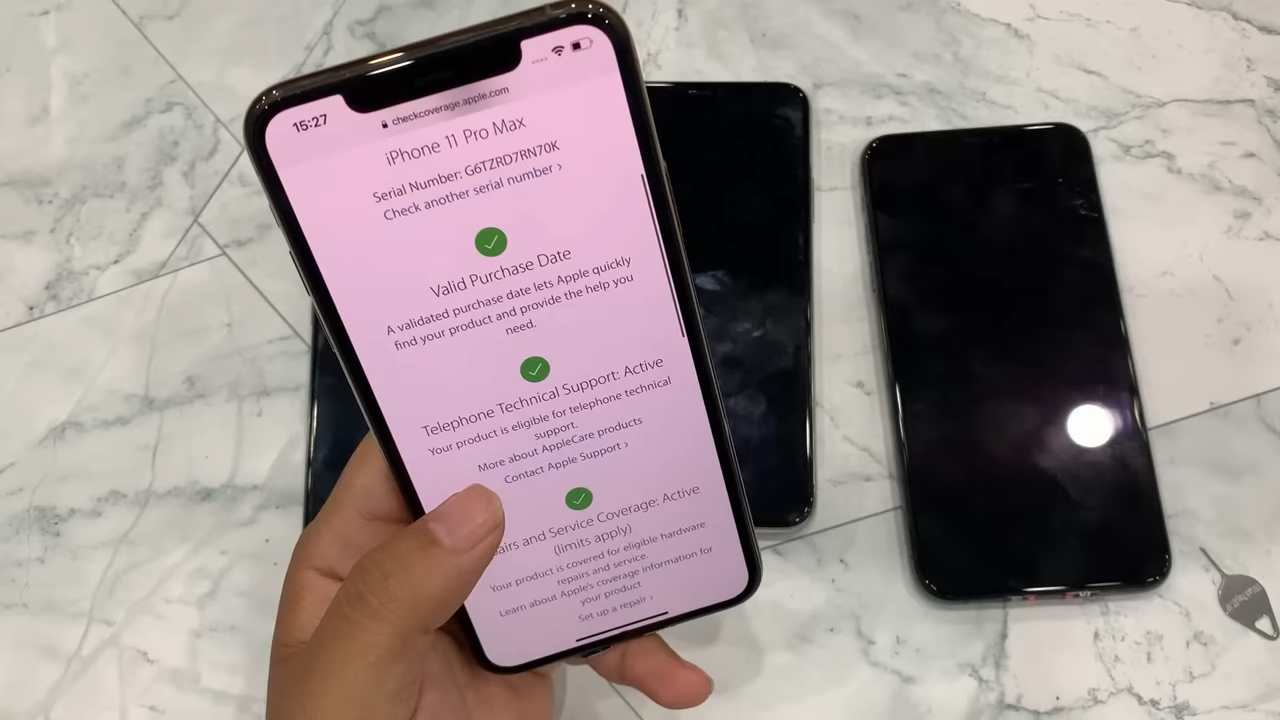 15:27
checkcoverage.apple.com
iPhone 11 Pro Max
Serial Number: G6TZRD7RN70K
Check another serial number >
Valid Purchase Date
A validated purchase date lets Apple quickly
find your product and provide the help you
need.
Telephone Technical Support: Active
Your product is eligible for telephone technical
support.
More about AppleCare products
Contact Apple Support >
airs and Service Coverage: Active
(limits apply)
Your product is covered for eligible hardware
repairs and service.
Learn about Apple's coverage information for
your product
Set up a repair >